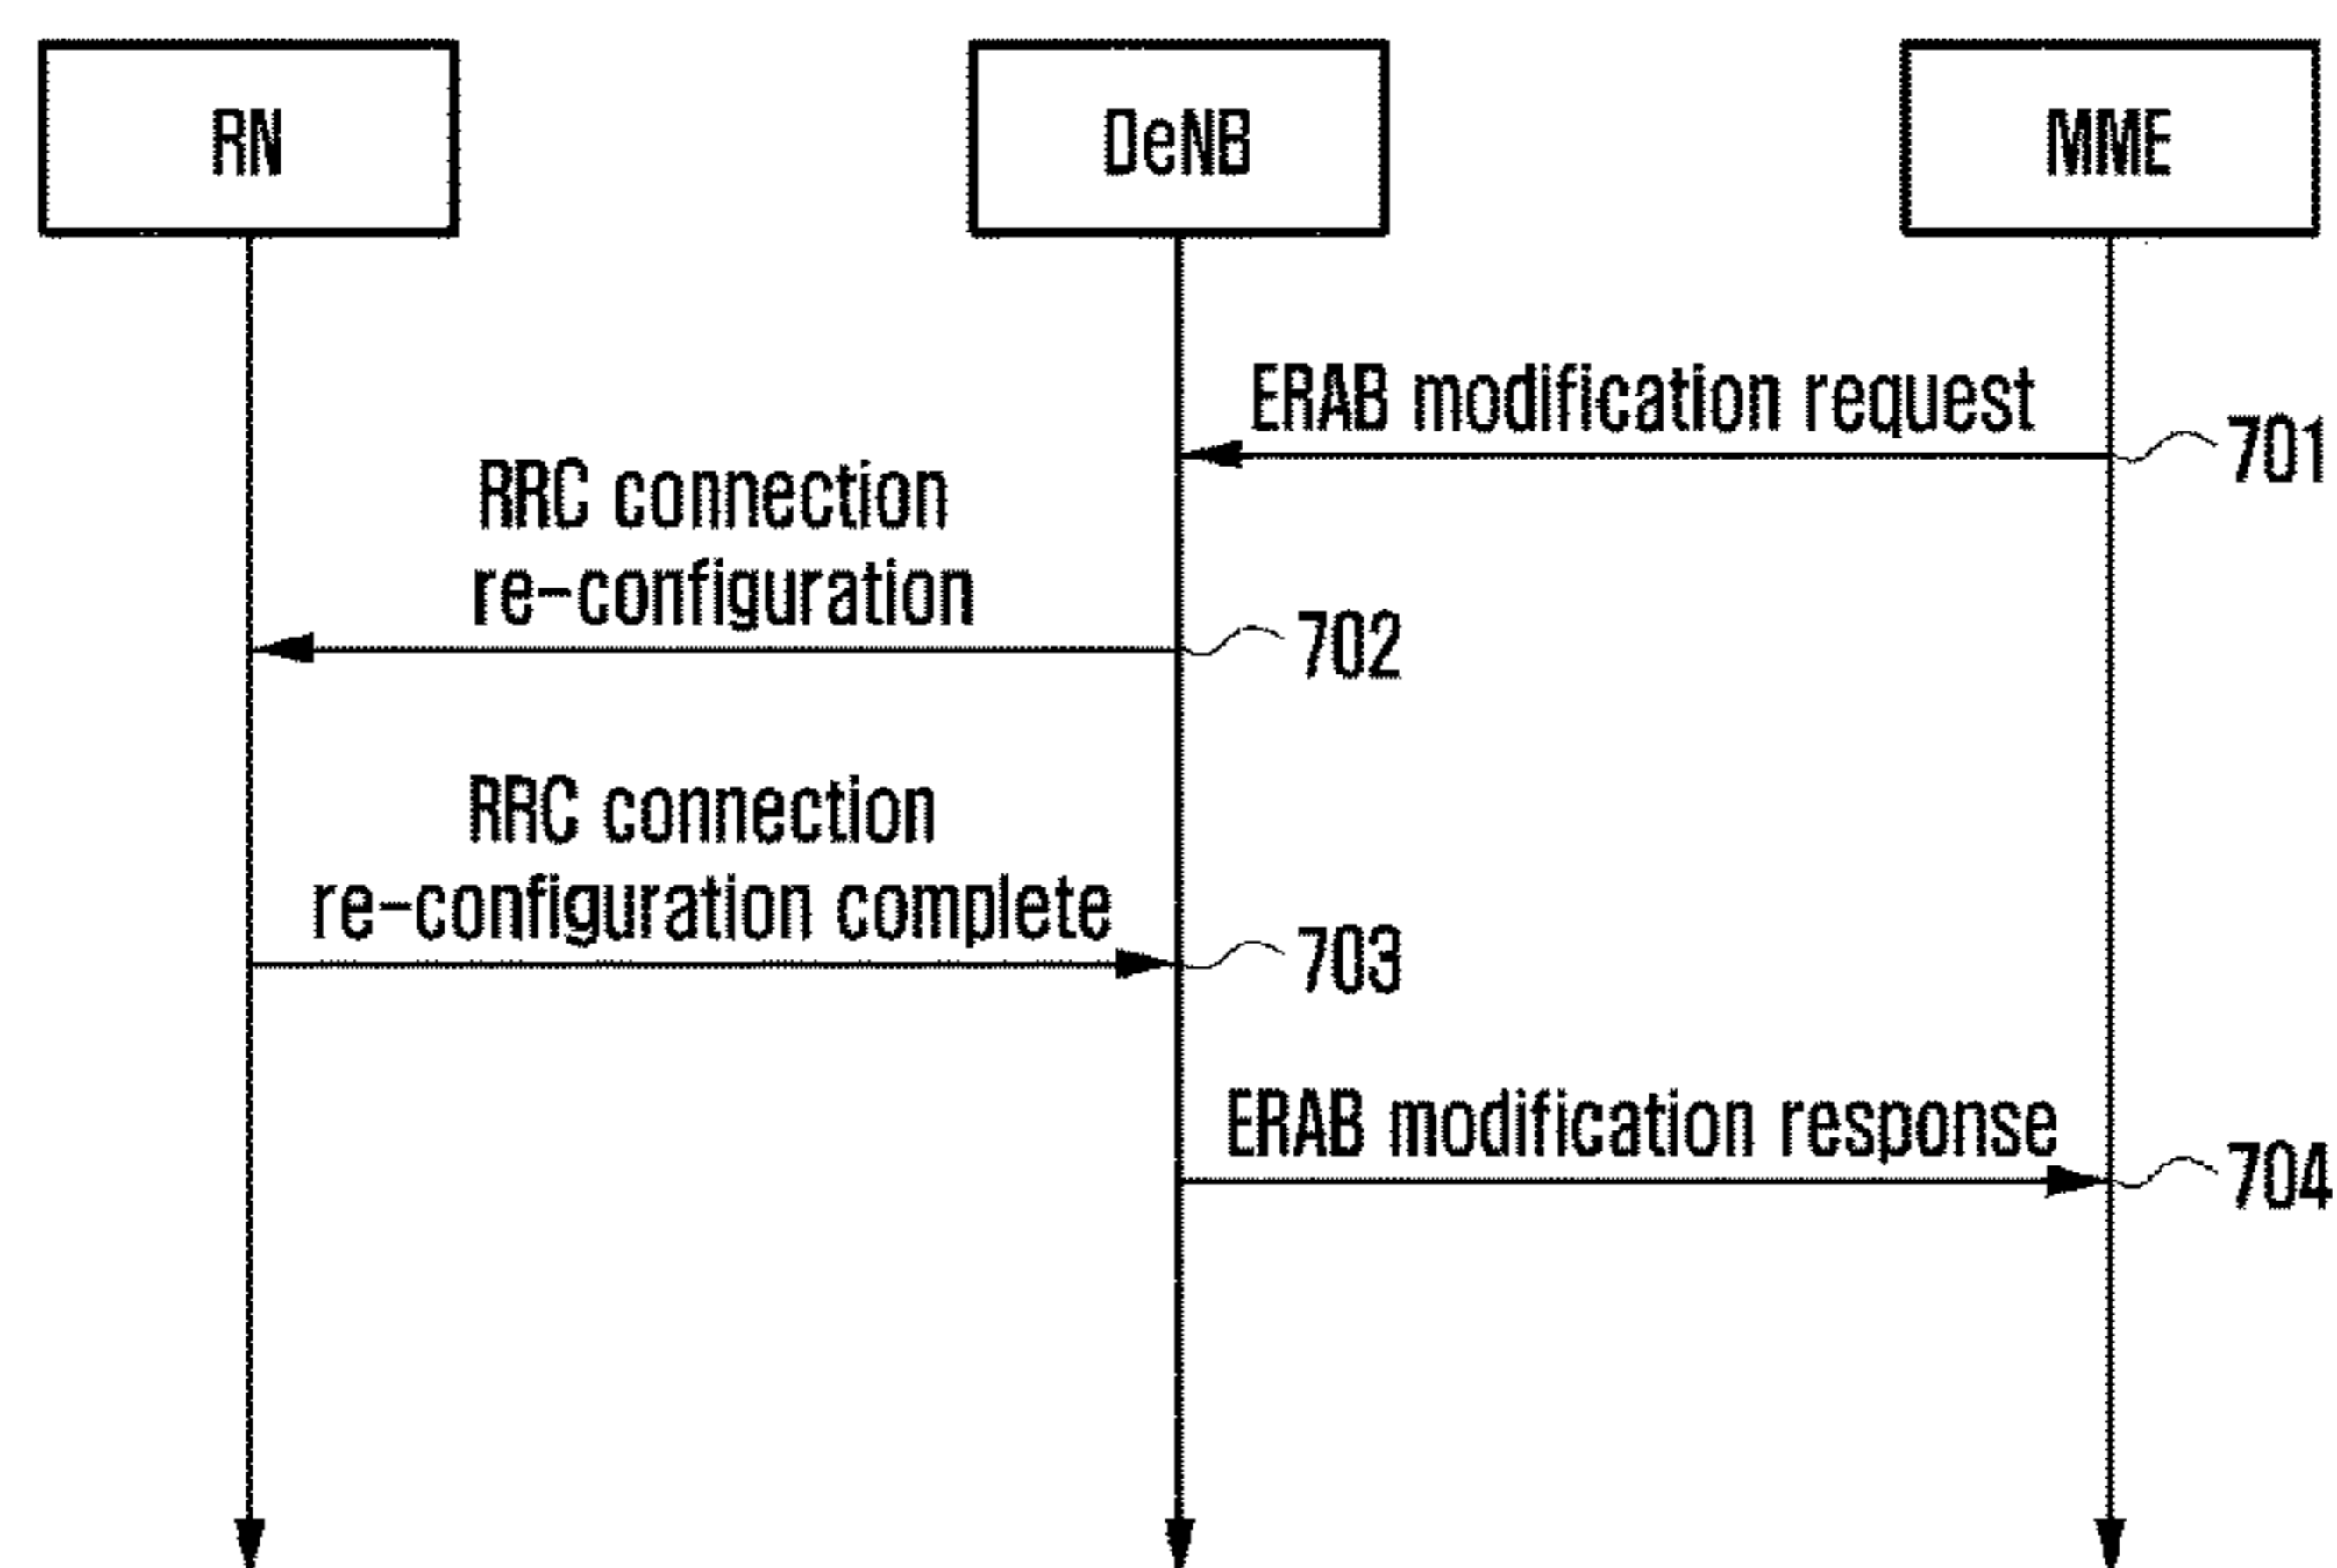 RN
DeNB
MME
ERAB modification request
701
RRC connection
re-configuration
702
RRC connection
re-configuration complete
703
ERAB modification response
704